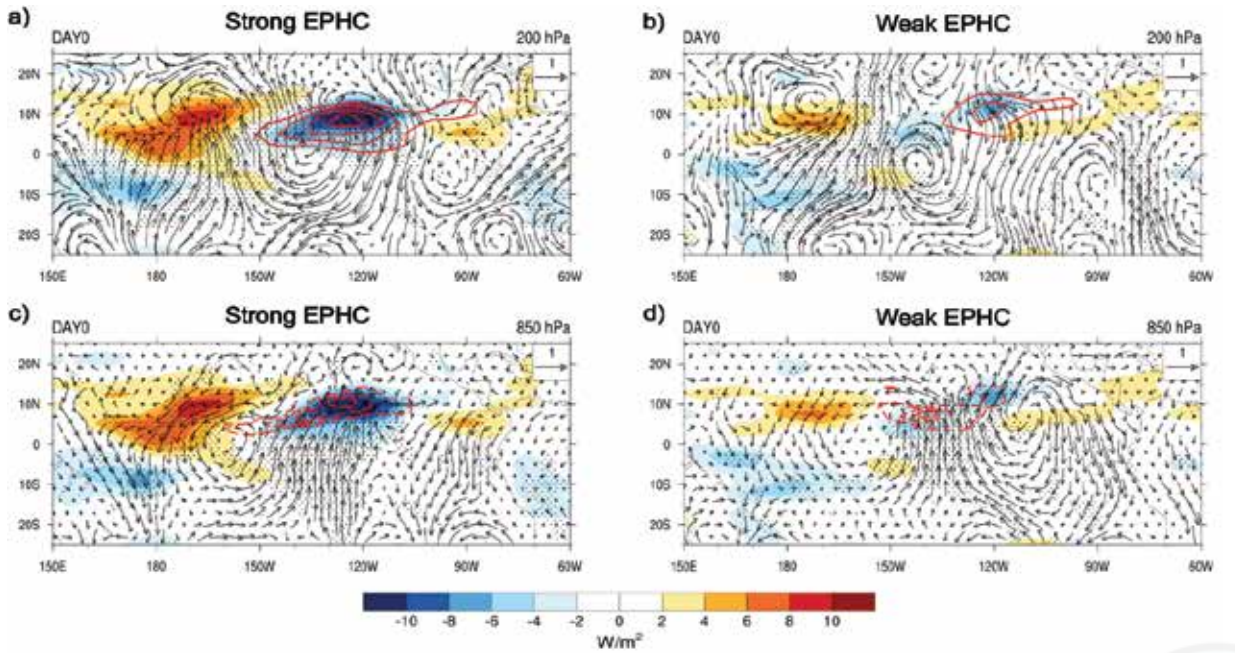 a) Strong EPHC
DAY0 200 hPa
1
20N
10N
0
10S
20S
150E 180 150W 120W 90W 60W
b) Weak EPHC
DAY0 200 hPa
1
20N
10N
0
10S
20S
150E 180 150W 120W 90W 60W
c) Strong EPHC
DAY0 850 hPa
1
20N
10N
0
10S
20S
150E 180 150W 120W 90W 60W
d) Weak EPHC
DAY0 850 hPa
1
20N
10N
0
10S
20S
150E 180 150W 120W 90W 60W
-10 -8 -6 -4 -2 0 2 4 6 8 10
W/m²